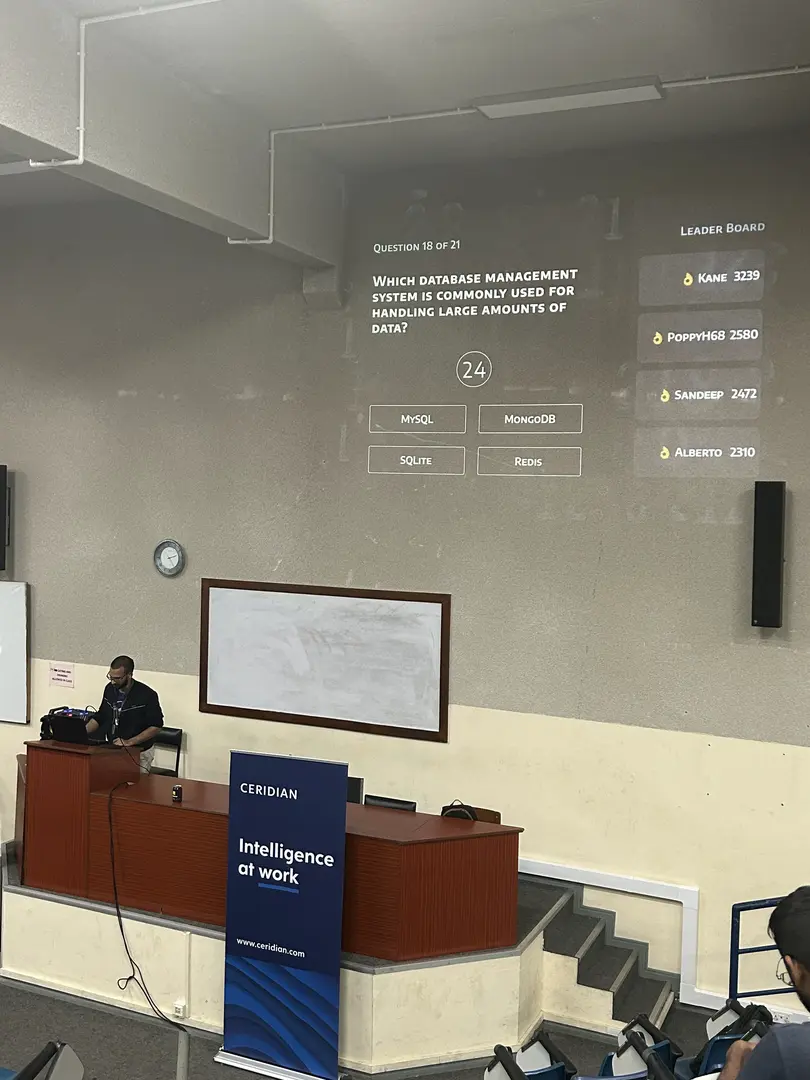 Question 18 of 21
Which database management
system is commonly used for
handling large amounts of
data?
24
MySQL
MongoDB
SQLite
Redis
Leader Board
Kane 3239
PoppyH68 2580
Sandeep 2472
Alberto 2310
CERIDIAN
Intelligence
at work
www.ceridian.com